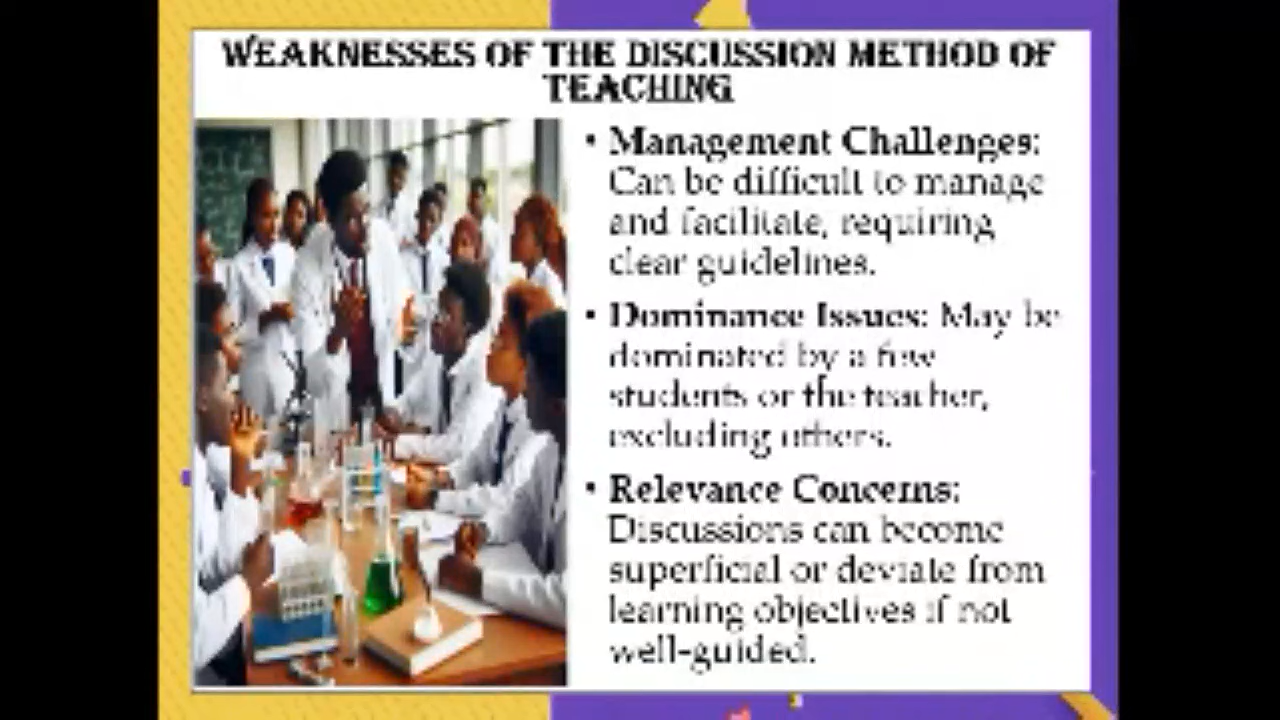 WEAKNESSES OF THE DISCUSSION METHOD OF
TEACHING
• Management Challenges:
Can be difficult to manage
and facilitate, requiring
clear guidelines.
• Dominance Issues: May be
dominated by a few
students or the teacher,
excluding others.
• Relevance Concerns:
Discussions can become
superficial or deviate from
learning objectives if not
well-guided.